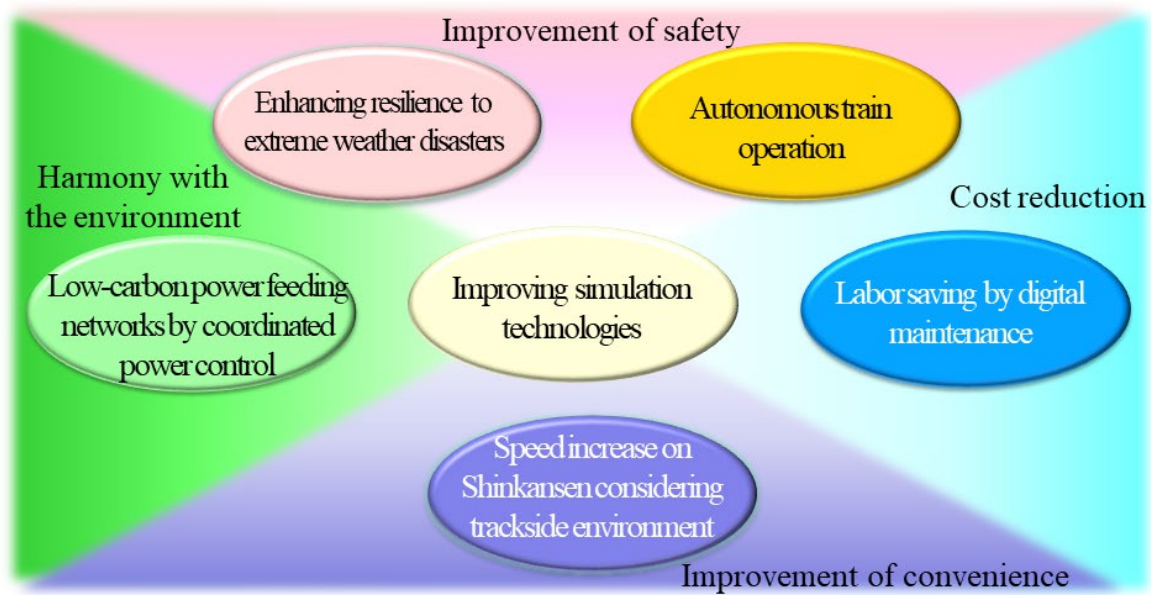 Improvement of safety
Enhancing resilience to
extreme weather disasters
Autonomous train
operation
Harmony with
the environment
Cost reduction
Low-carbon power feeding
networks by coordinated
power control
Improving simulation
technologies
Labor saving by digital
maintenance
Speed increase on
Shinkansen considering
trackside environment
Improvement of convenience